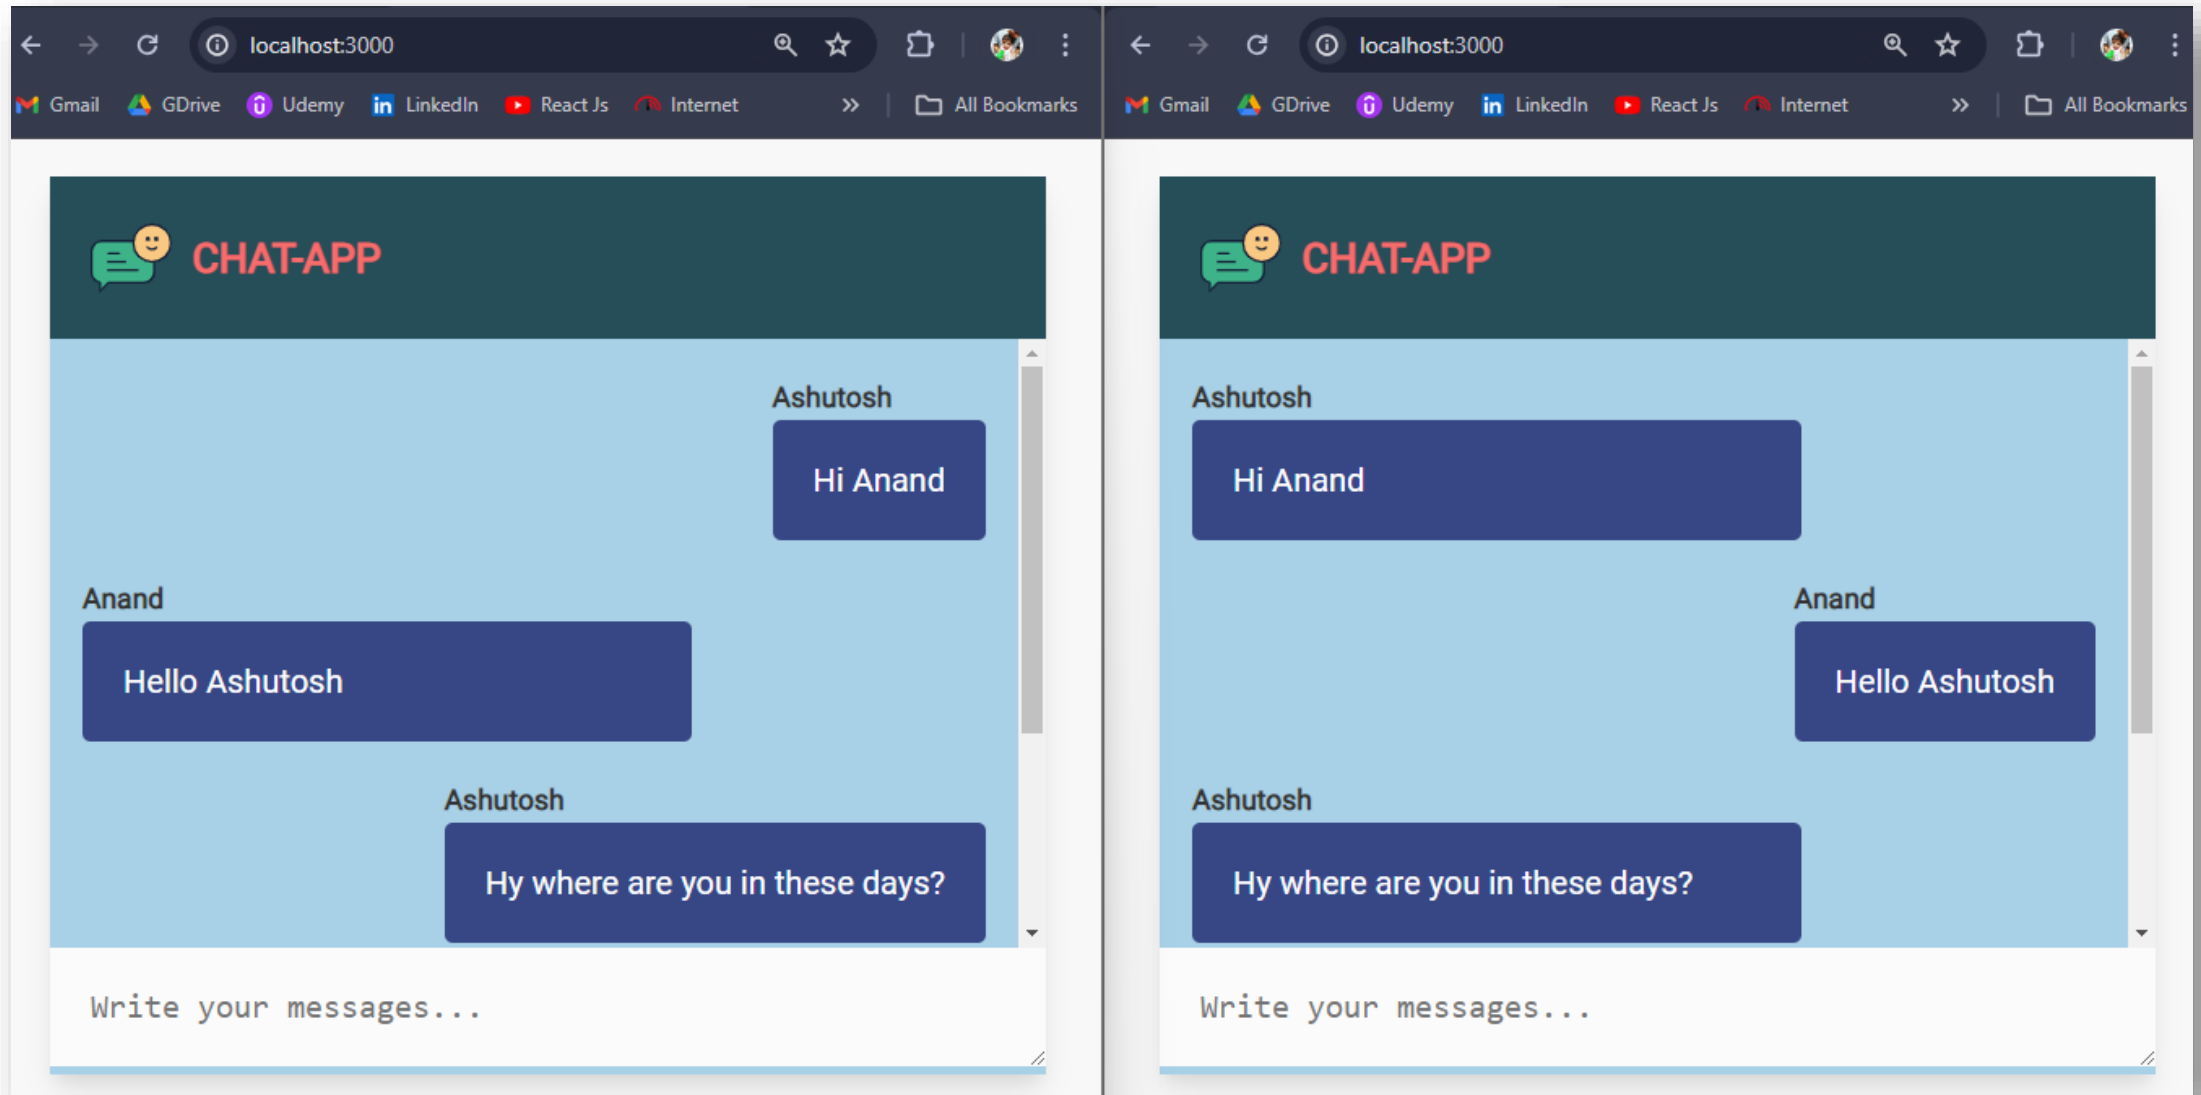 localhost:3000
Gmail GDrive Udemy LinkedIn React Js Internet All Bookmarks
CHAT-APP
Ashutosh
Hi Anand
Anand
Hello Ashutosh
Ashutosh
Hy where are you in these days?
Write your messages...
localhost:3000
Gmail GDrive Udemy LinkedIn React Js Internet All Bookmarks
CHAT-APP
Ashutosh
Hi Anand
Anand
Hello Ashutosh
Ashutosh
Hy where are you in these days?
Write your messages...